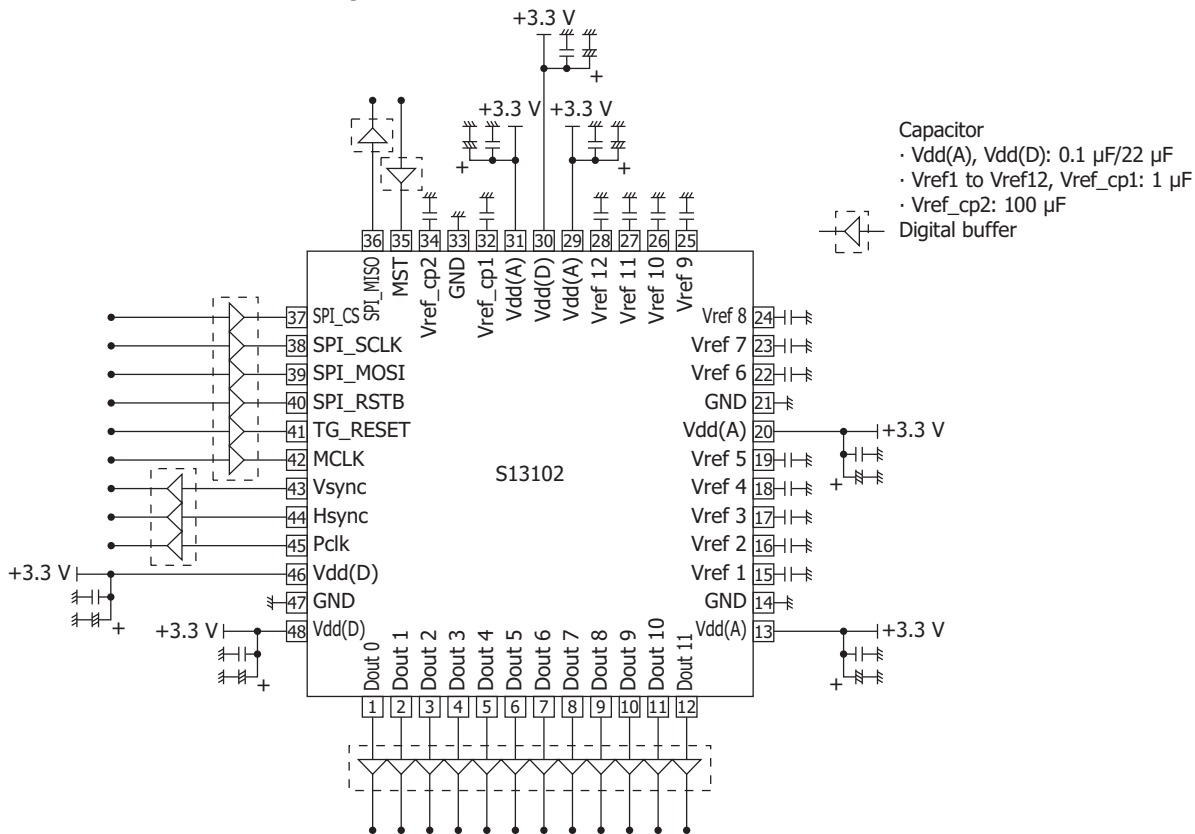 +3.3 V
+
+3.3 V +3.3 V
+ +
Capacitor
· Vdd(A), Vdd(D): 0.1 µF/22 µF
· Vref1 to Vref12, Vref_cp1: 1 µF
· Vref_cp2: 100 µF
Digital buffer
36 35 34 33 32 31 30 29 28 27 26 25
SPI_MISO
MST
Vref_cp2
GND
Vref_cp1
Vdd(A)
Vdd(D)
Vdd(A)
Vref 12
Vref 11
Vref 10
Vref 9
37 SPI_CS
38 SPI_SCLK
39 SPI_MOSI
40 SPI_RSTB
41 TG_RESET
42 MCLK
43 Vsync
44 Hsync
45 Pclk
+3.3 V 46 Vdd(D)
47 GND
+
+3.3 V 48 Vdd(D)
+
S13102
Vref 8 24
Vref 7 23
Vref 6 22
GND 21
Vdd(A) 20 +3.3 V
Vref 5 19
Vref 4 18
+
Vref 3 17
Vref 2 16
Vref 1 15
GND 14
Vdd(A) 13 +3.3 V
+
Dout 0
Dout 1
Dout 2
Dout 3
Dout 4
Dout 5
Dout 6
Dout 7
Dout 8
Dout 9
Dout 10
Dout 11
1 2 3 4 5 6 7 8 9 10 11 12